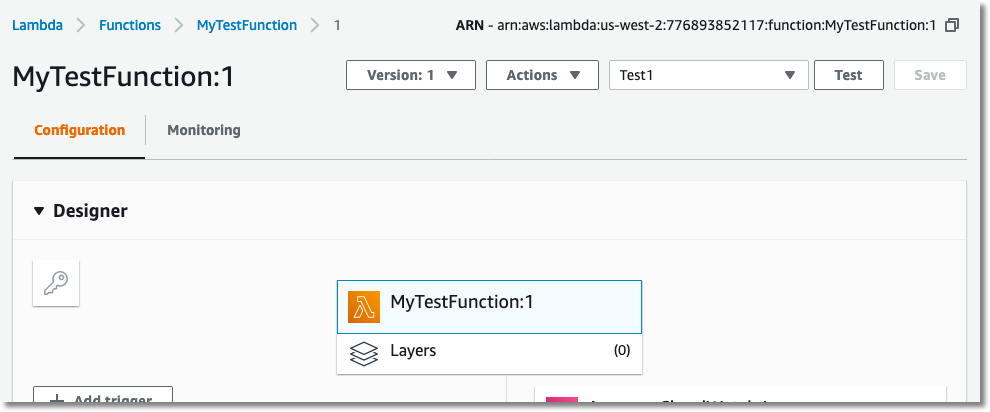 Lambda Functions MyTestFunction 1 ARN - arn:aws:lambda:us-west-2:776893852117:function:MyTestFunction:1
MyTestFunction:1 Version: 1 Actions Test1 Test Save
Configuration Monitoring
Designer
MyTestFunction:1
Layers (0)
+ Add trigger